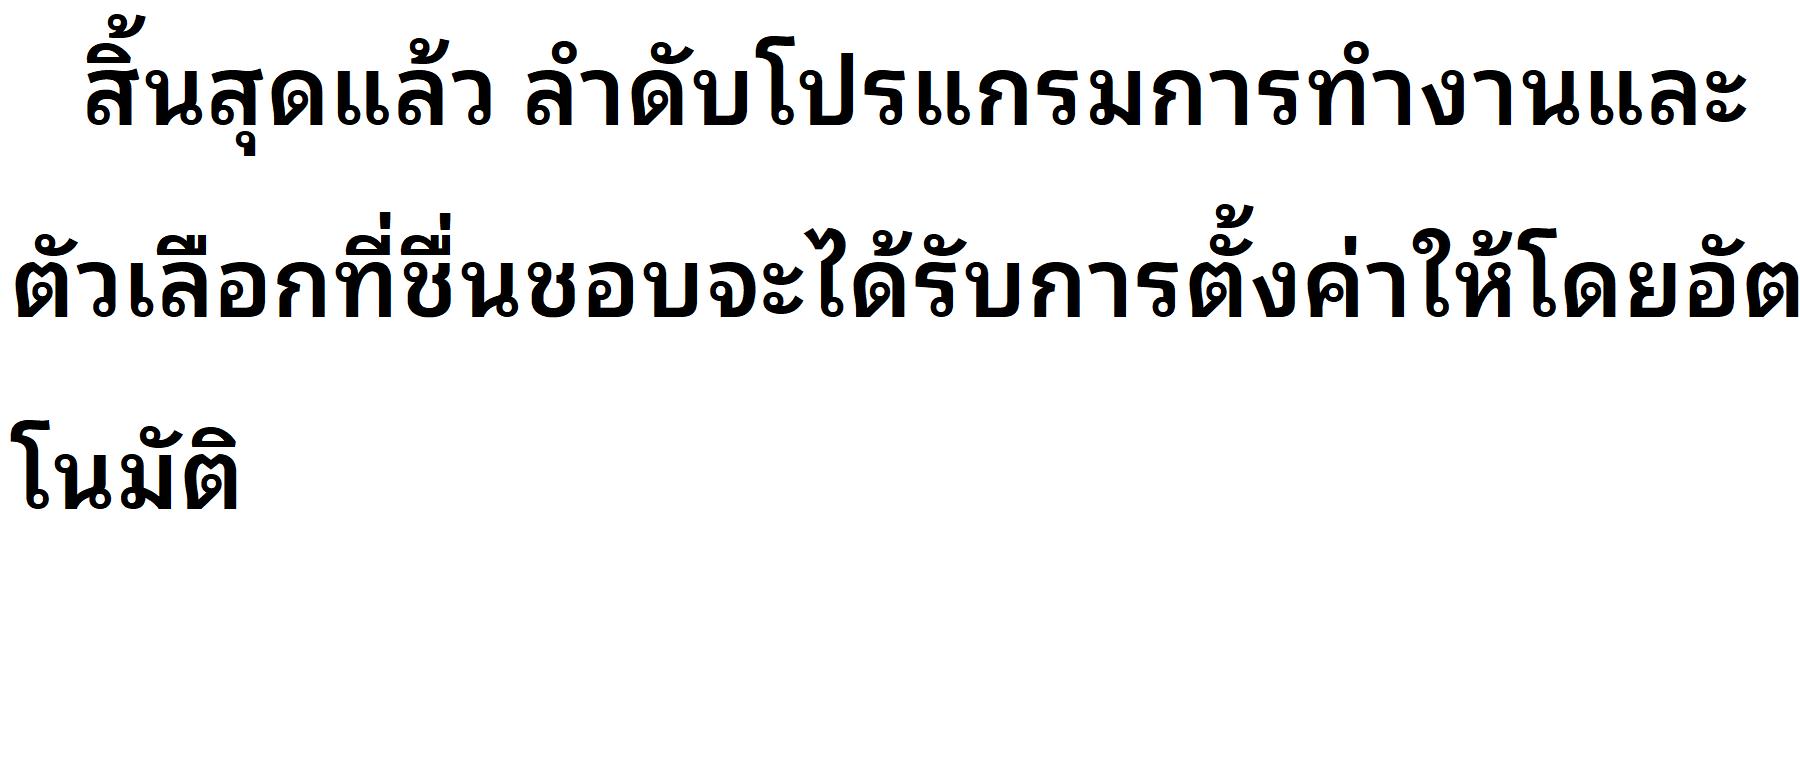 สิ้นสุดแล้ว ลำดับโปรแกรมการทำงานและ
ตัวเลือกที่ชื่นชอบจะได้รับการตั้งค่าให้โดยอัต
โนมัติ